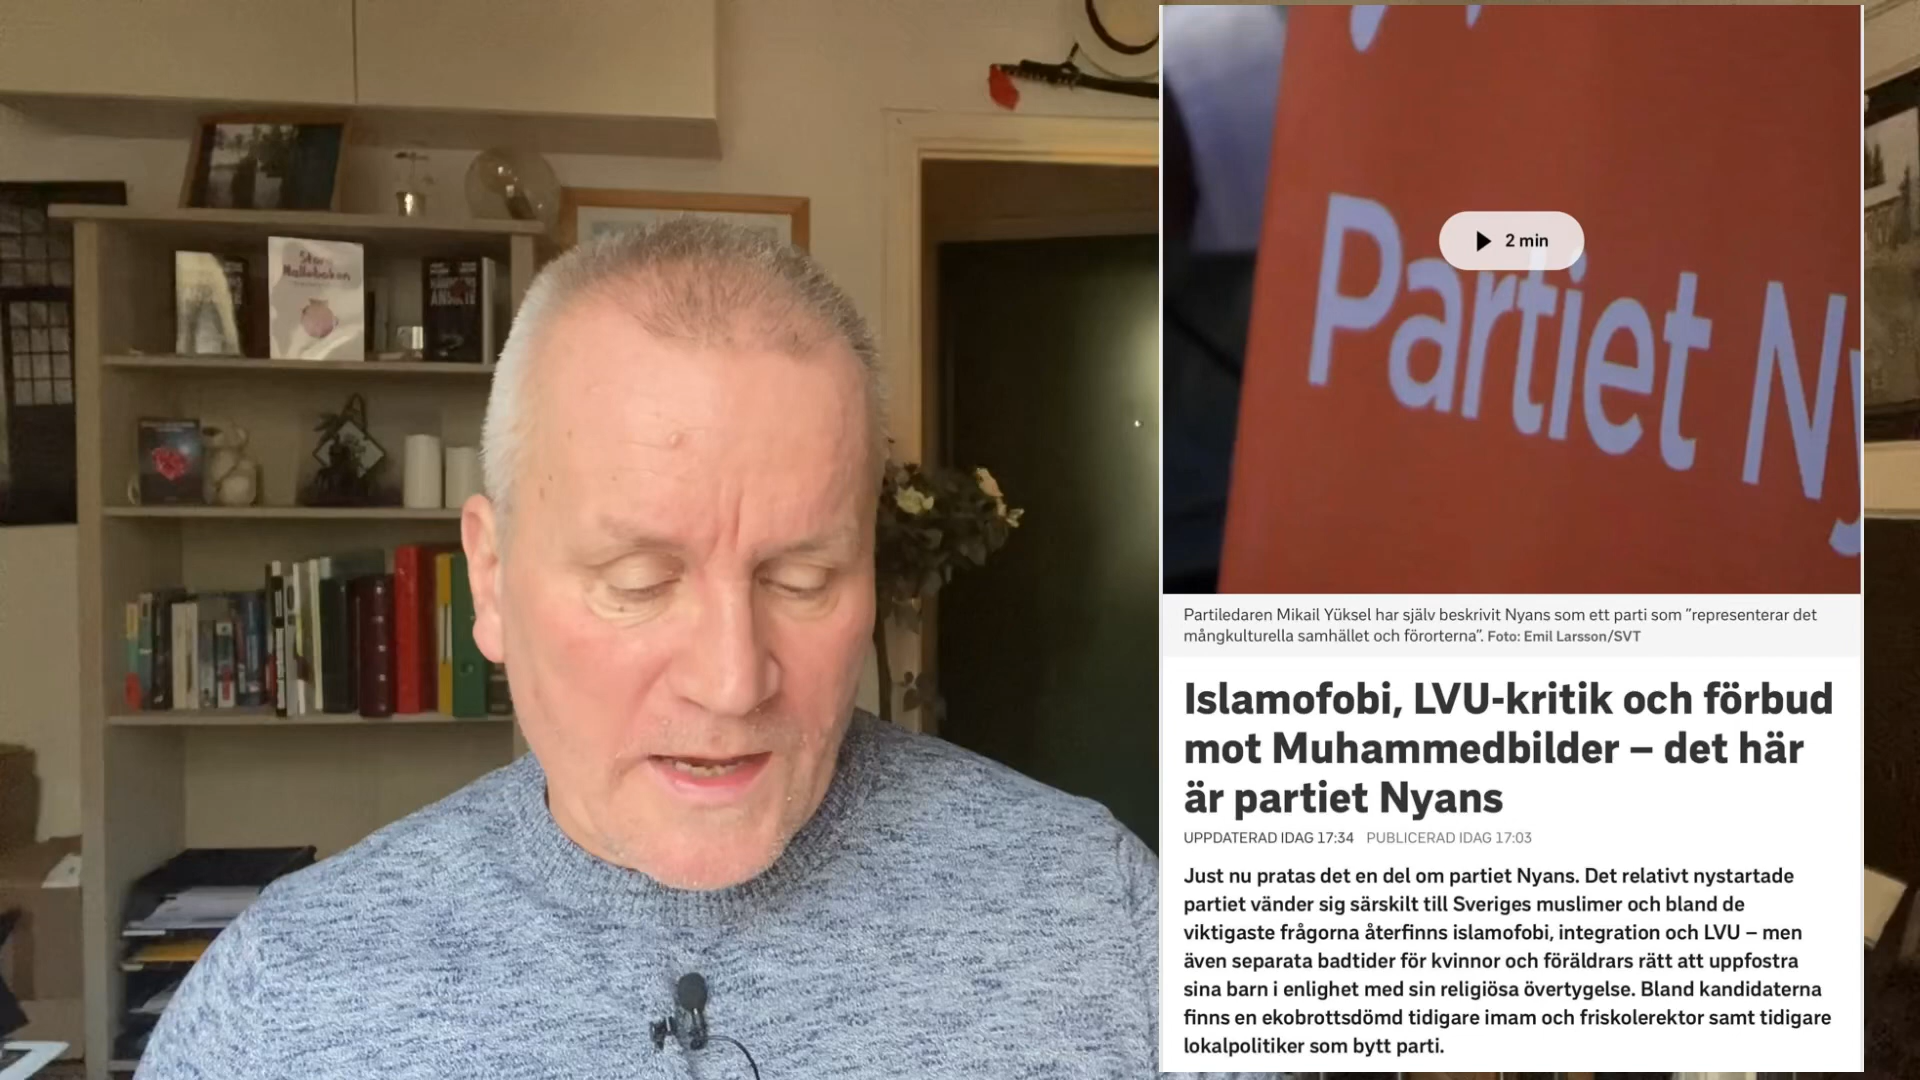 Stora
Nalleboken
ANSIKTE
2 min
Partiet Ny
Partiledaren Mikail Yüksel har själv beskrivit Nyans som ett parti som ”representerar det
mångkulturella samhället och förorterna”. Foto: Emil Larsson/SVT
Islamofobi, LVU-kritik och förbud
mot Muhammedbilder – det här
är partiet Nyans
UPPDATERAD IDAG 17:34 PUBLICERAD IDAG 17:03
Just nu pratas det en del om partiet Nyans. Det relativt nystartade
partiet vänder sig särskilt till Sveriges muslimer och bland de
viktigaste frågorna återfinns islamofobi, integration och LVU – men
även separata badtider för kvinnor och föräldrars rätt att uppfostra
sina barn i enlighet med sin religiösa övertygelse. Bland kandidaterna
finns en ekobrottsdömd tidigare imam och friskolerektor samt tidigare
lokalpolitiker som bytt parti.